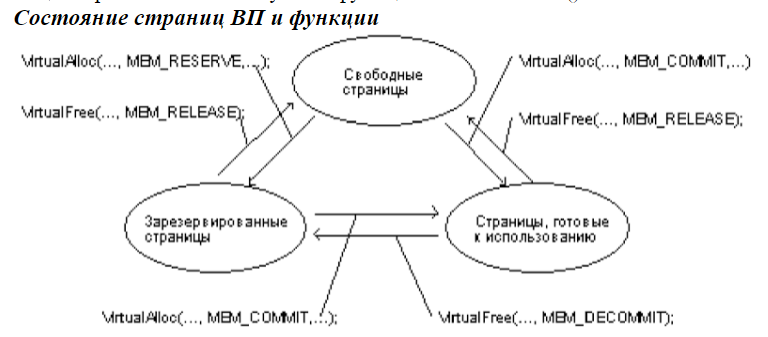 Состояние страниц ВП и функции
VirtualAlloc(..., MEM_RESERVE,...);
VirtualFree(..., MEM_RELEASE);
Свободные
страницы
VirtualAlloc(..., MEM_COMMIT,...)
VirtualFree(..., MEM_RELEASE);
Зарезервированные
страницы
Страницы, готовые
к использованию
VirtualAlloc(..., MEM_COMMIT,...);
VirtualFree(..., MEM_DECOMMIT);